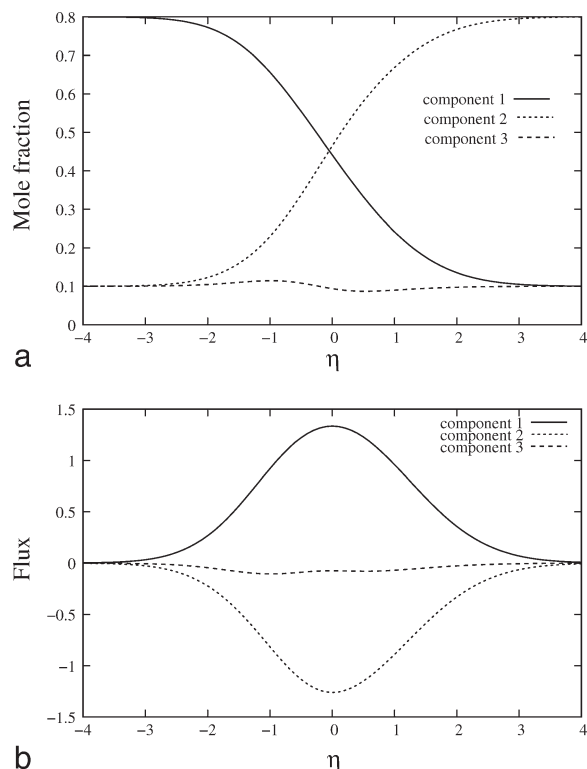 0.8
0.7
component 1
0.6
component 2
component 3
0.5
0.4
0.3
0.2
0.1
0
−4 −3 −2 −1 0 1 2 3 4
Mole fraction
η
a
1.5
component 1
component 2
component 3
1
0.5
0
−0.5
−1
−1.5
−4 −3 −2 −1 0 1 2 3 4
Flux
η
b